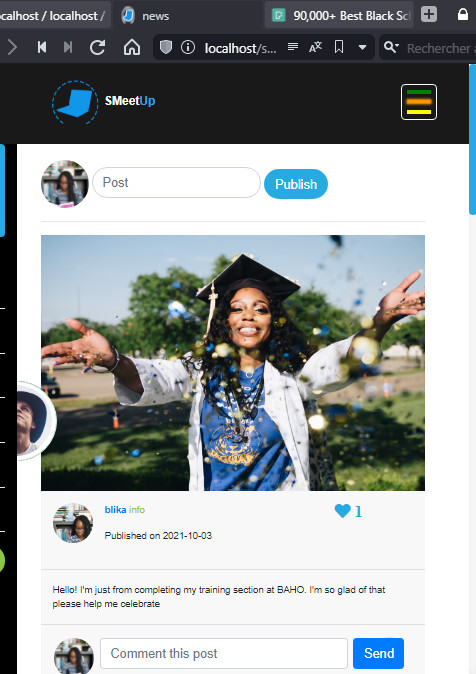 calhost / localhost /
news
90,000+ Best Black Sc
localhost/s...
Rechercher
SMeetUp
Post
Publish
blika info
1
Published on 2021-10-03
Hello! I'm just from completing my training section at BAHO. I'm so glad of that
please help me celebrate
Comment this post
Send